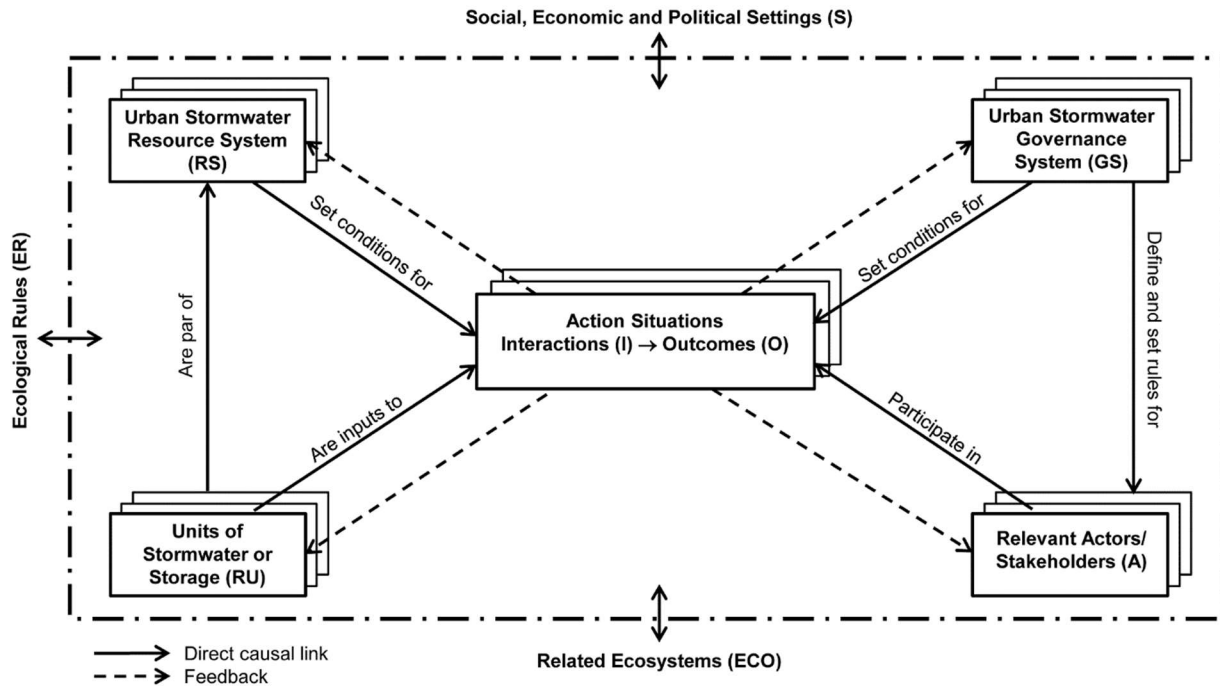 Social, Economic and Political Settings (S)
Urban Stormwater
Resource System
(RS)
Urban Stormwater
Governance
System (GS)
Set conditions for
Set conditions for
Ecological Rules (ER)
Are par of
Define and set rules for
Action Situations
Interactions (I) → Outcomes (O)
Are inputs to
Participate in
Units of
Stormwater or
Storage (RU)
Relevant Actors/
Stakeholders (A)
Direct causal link
Feedback
Related Ecosystems (ECO)